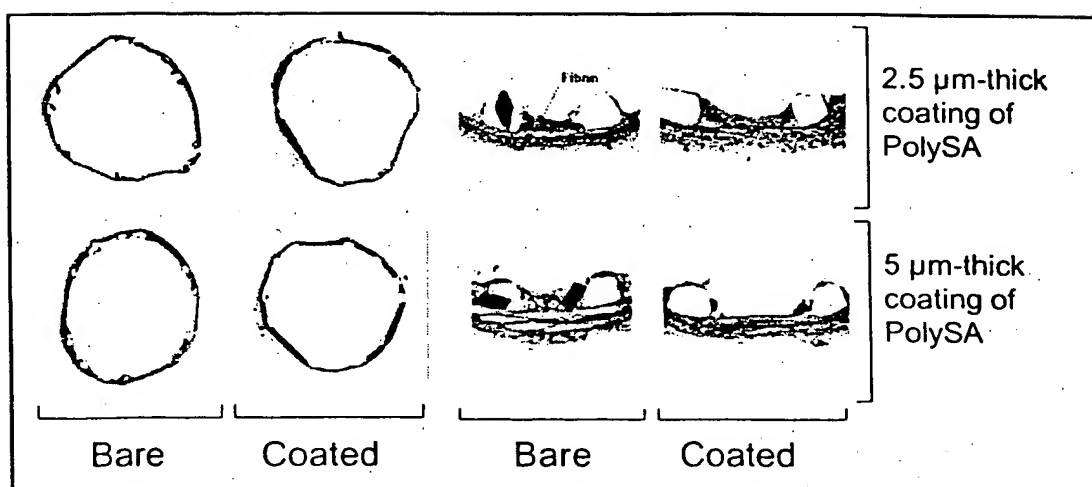 Fibrin
2.5 µm-thick
coating of
PolySA
5 µm-thick
coating of
PolySA
Bare
Coated
Bare
Coated